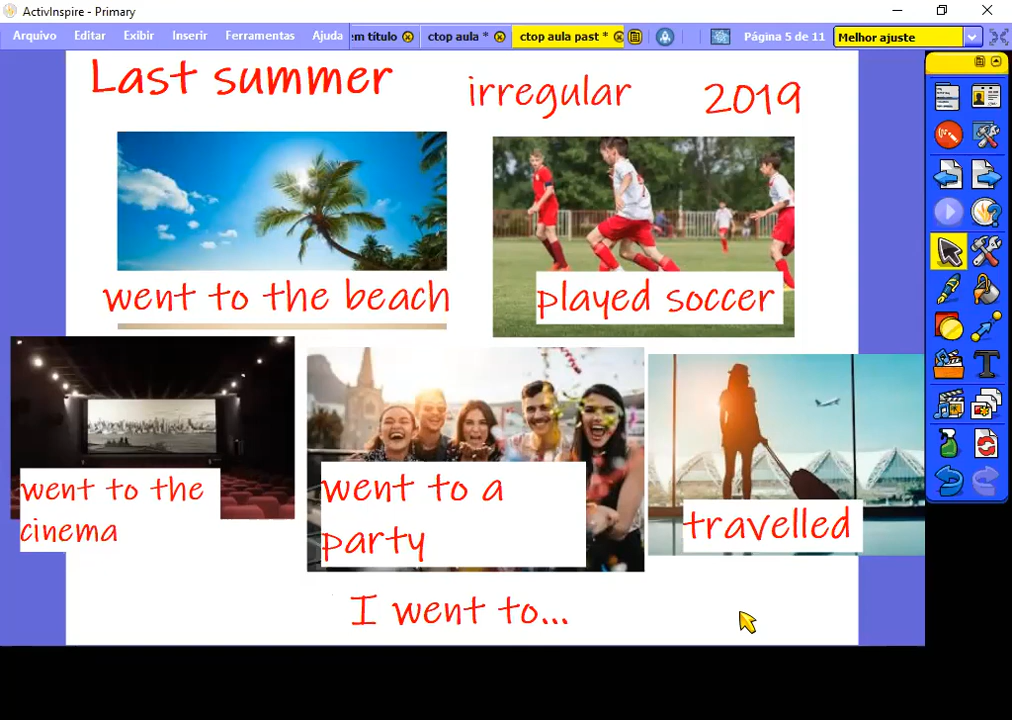 ActivInspire - Primary
Arquivo Editar Exibir Inserir Ferramentas Ajuda
em título ctop aula * ctop aula past *
Página 5 de 11 Melhor ajuste
Last summer irregular 2019
went to the beach
played soccer
went to the
cinema
went to a
party
travelled
I went to...